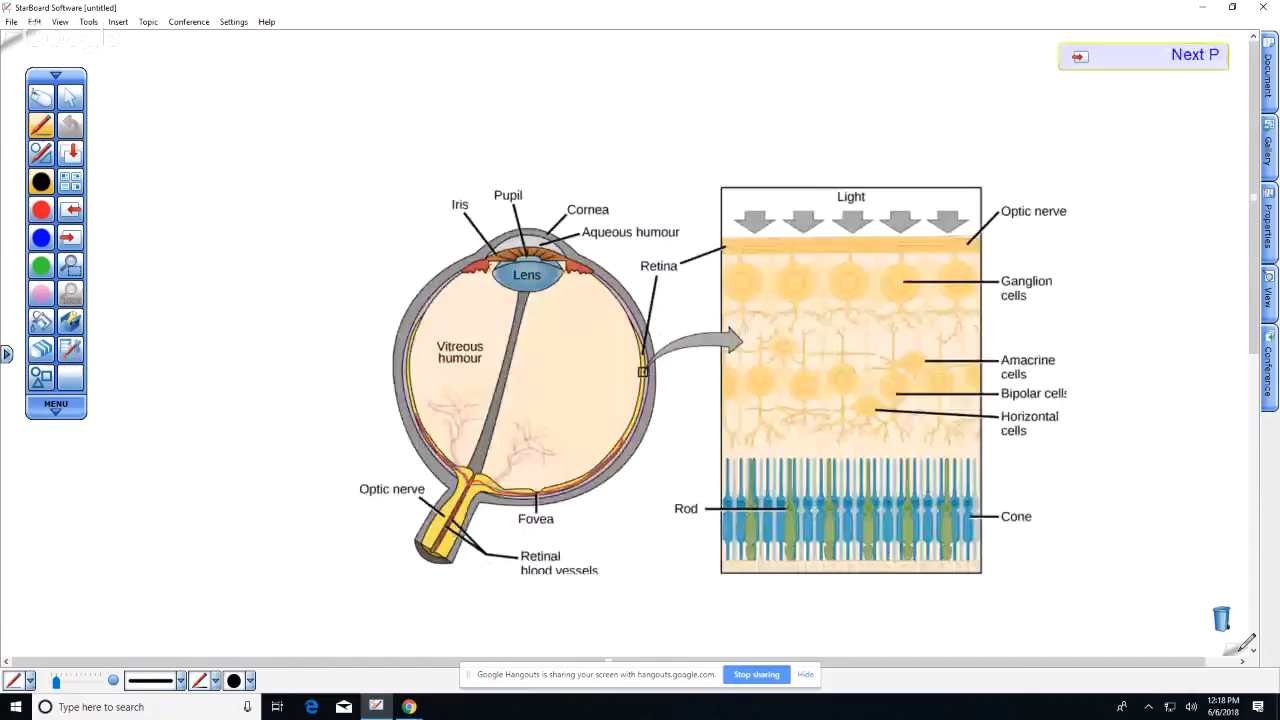 StarBoard Software [untitled]
File Edit View Tools Insert Topic Conference Settings Help
Next P
MENU
Document
Gallery
Properties
View
Conference
Pupil
Iris
Cornea
Aqueous humour
Lens
Retina
Vitreous
humour
Optic nerve
Fovea
Retinal
blood vessels
Light
Optic nerve
Ganglion
cells
Amacrine
cells
Bipolar cells
Horizontal
cells
Rod
Cone
Google Hangouts is sharing your screen with hangouts.google.com.
Stop sharing
Hide
Type here to search
12:18 PM
6/6/2018